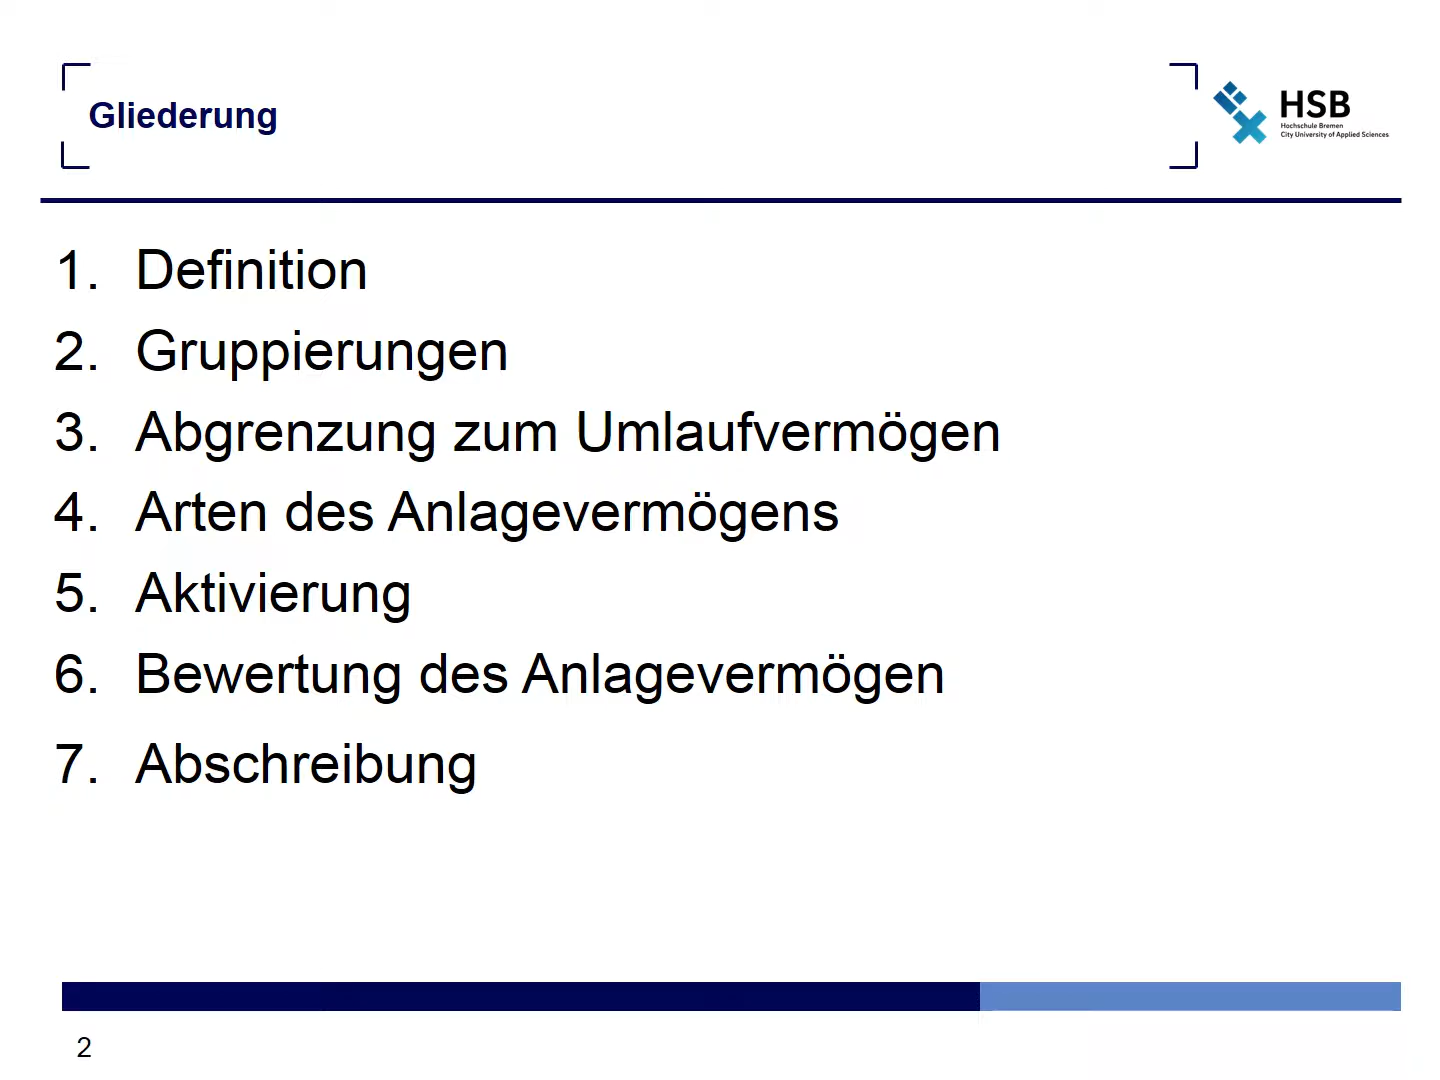 Gliederung
HSB
Hochschule Bremen
City University of Applied Sciences
1. Definition
2. Gruppierungen
3. Abgrenzung zum Umlaufvermögen
4. Arten des Anlagevermögens
5. Aktivierung
6. Bewertung des Anlagevermögen
7. Abschreibung
2